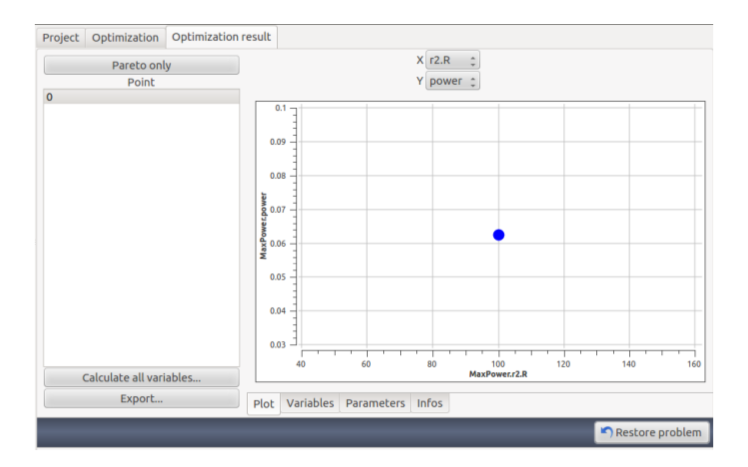 Project Optimization Optimization result
Pareto only
Point
0
Calculate all variables...
Export...
X r2.R
Y power
0.1
0.09
0.08
0.07
0.06
0.05
0.04
0.03
MaxPower.power
40 60 80 100 120 140 160
MaxPower.r2.R
Plot Variables Parameters Infos
Restore problem